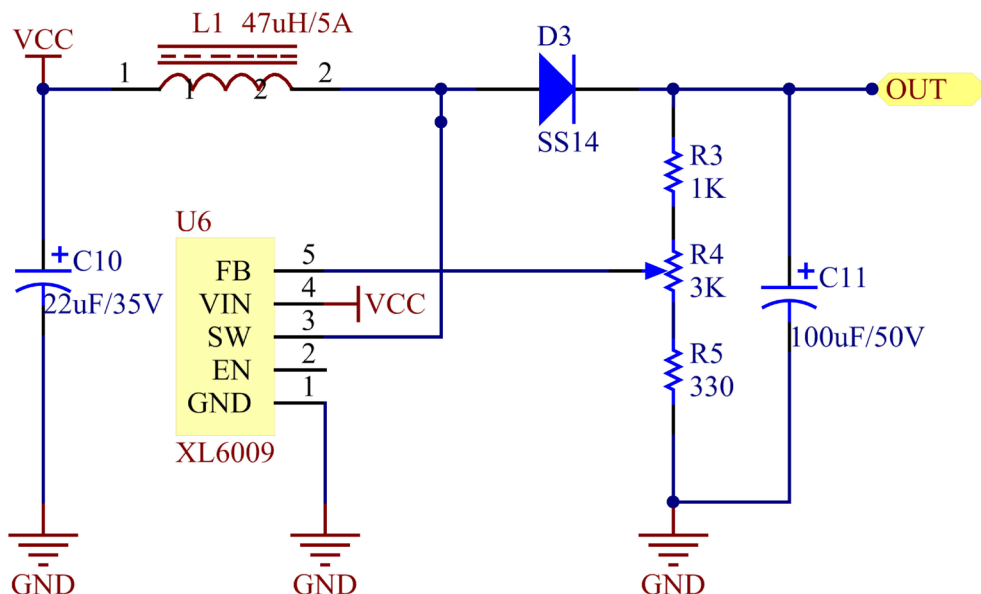 L1 47uH/5A
VCC
1
2
1
2
D3
SS14
OUT
R3
1K
U6
5
FB
4
VIN
VCC
3
SW
2
EN
1
GND
XL6009
R4
3K
C10
22uF/35V
C11
100uF/50V
R5
330
GND
GND
GND